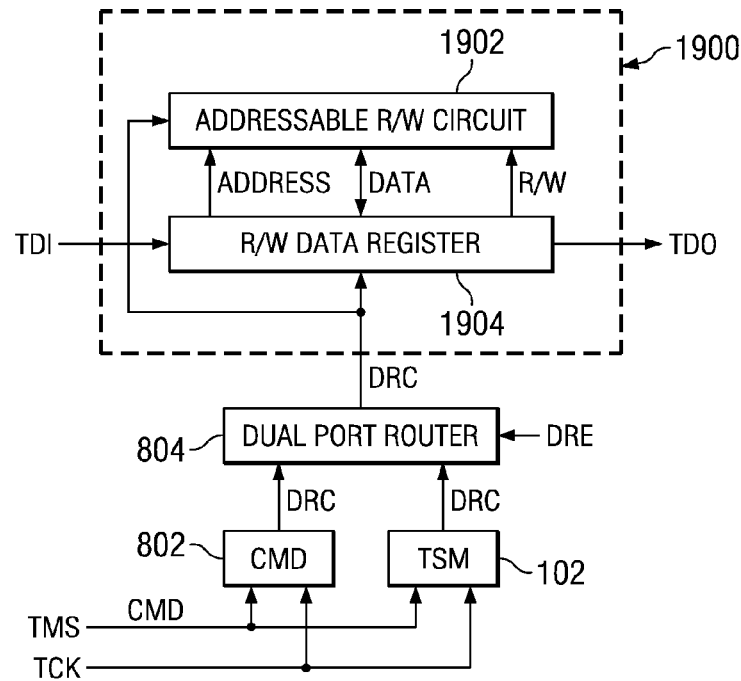 1902
1900
ADDRESSABLE R/W CIRCUIT
ADDRESS
DATA
R/W
TDI
R/W DATA REGISTER
TDO
1904
DRC
804
DUAL PORT ROUTER
DRE
DRC
DRC
802
CMD
TSM
102
CMD
TMS
TCK